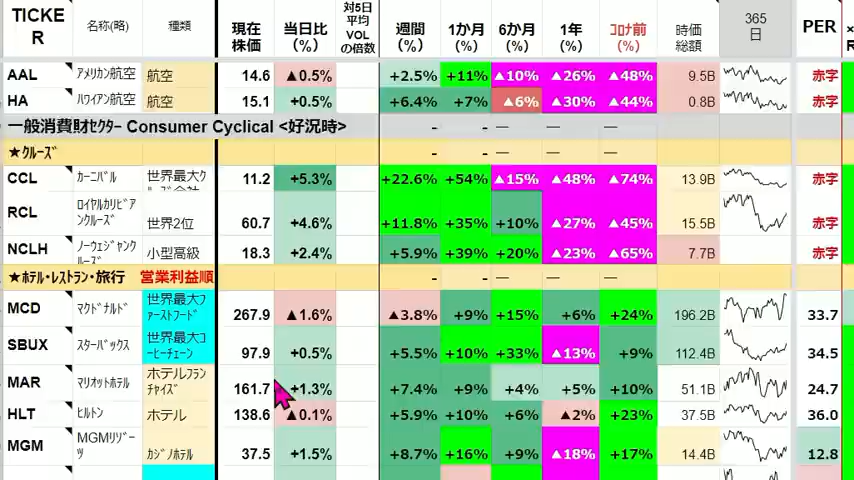 TICKER 名称(略) 種類 現在株価 当日比(%) 対5日平均VOLの倍数 週間(%) 1か月(%) 6か月(%) 1年(%) コロナ前(%) 時価総額 365日 PER
AAL アメリカン航空 航空 14.6 ▲0.5% +2.5% +11% ▲10% ▲26% ▲48% 9.5B 赤字
HA ハワイアン航空 航空 15.1 +0.5% +6.4% +7% ▲6% ▲30% ▲44% 0.8B 赤字
一般消費財セクター Consumer Cyclical <好況時> - - — — —
★クルーズ - - — — —
CCL カーニバル 世界最大ク 11.2 +5.3% +22.6% +54% ▲15% ▲48% ▲74% 13.9B 赤字
RCL ロイヤルカリビアンクルーズ 世界2位 60.7 +4.6% +11.8% +35% +10% ▲27% ▲45% 15.5B 赤字
NCLH ノーウェジャンクルーズ 小型高級 18.3 +2.4% +5.9% +39% +20% ▲23% ▲65% 7.7B 赤字
★ホテル・レストラン・旅行 営業利益順 - - — — —
MCD マクドナルド 世界最大ファーストフード 267.9 ▲1.6% ▲3.8% +9% +15% +6% +24% 196.2B 33.7
SBUX スターバックス 世界最大コーヒーチェーン 97.9 +0.5% +5.5% +10% +33% ▲13% +9% 112.4B 34.5
MAR マリオットホテル ホテルフランチャイズ 161.7 +1.3% +7.4% +9% +4% +5% +10% 51.1B 24.7
HLT ヒルトン ホテル 138.6 ▲0.1% +5.9% +10% +6% ▲2% +23% 37.5B 36.0
MGM MGMリゾーツ カジノホテル 37.5 +1.5% +8.7% +16% +9% ▲18% +17% 14.4B 12.8